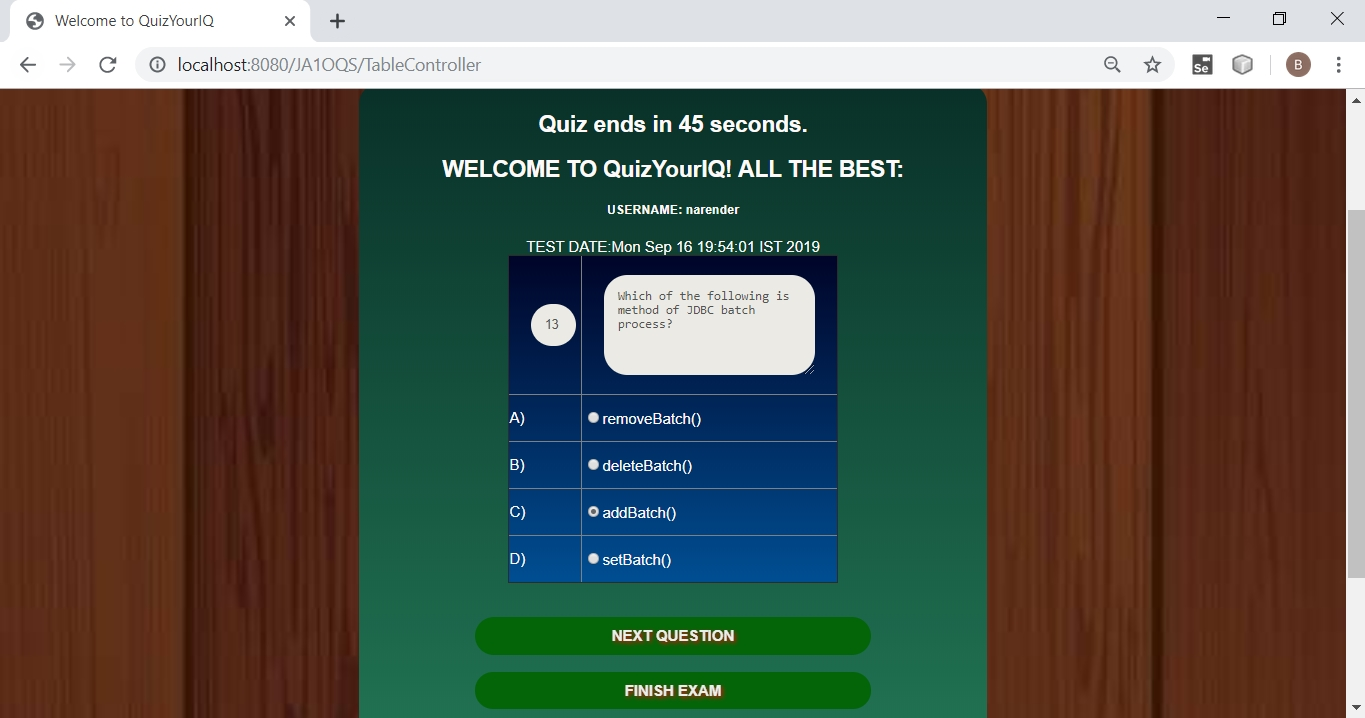 Welcome to QuizYourIQ
localhost:8080/JA1OQS/TableController
Se
B
Quiz ends in 45 seconds.
WELCOME TO QuizYourIQ! ALL THE BEST:
USERNAME: narender
TEST DATE:Mon Sep 16 19:54:01 IST 2019
13
Which of the following is
method of JDBC batch
process?
A) removeBatch()
B) deleteBatch()
C) addBatch()
D) setBatch()
NEXT QUESTION
FINISH EXAM